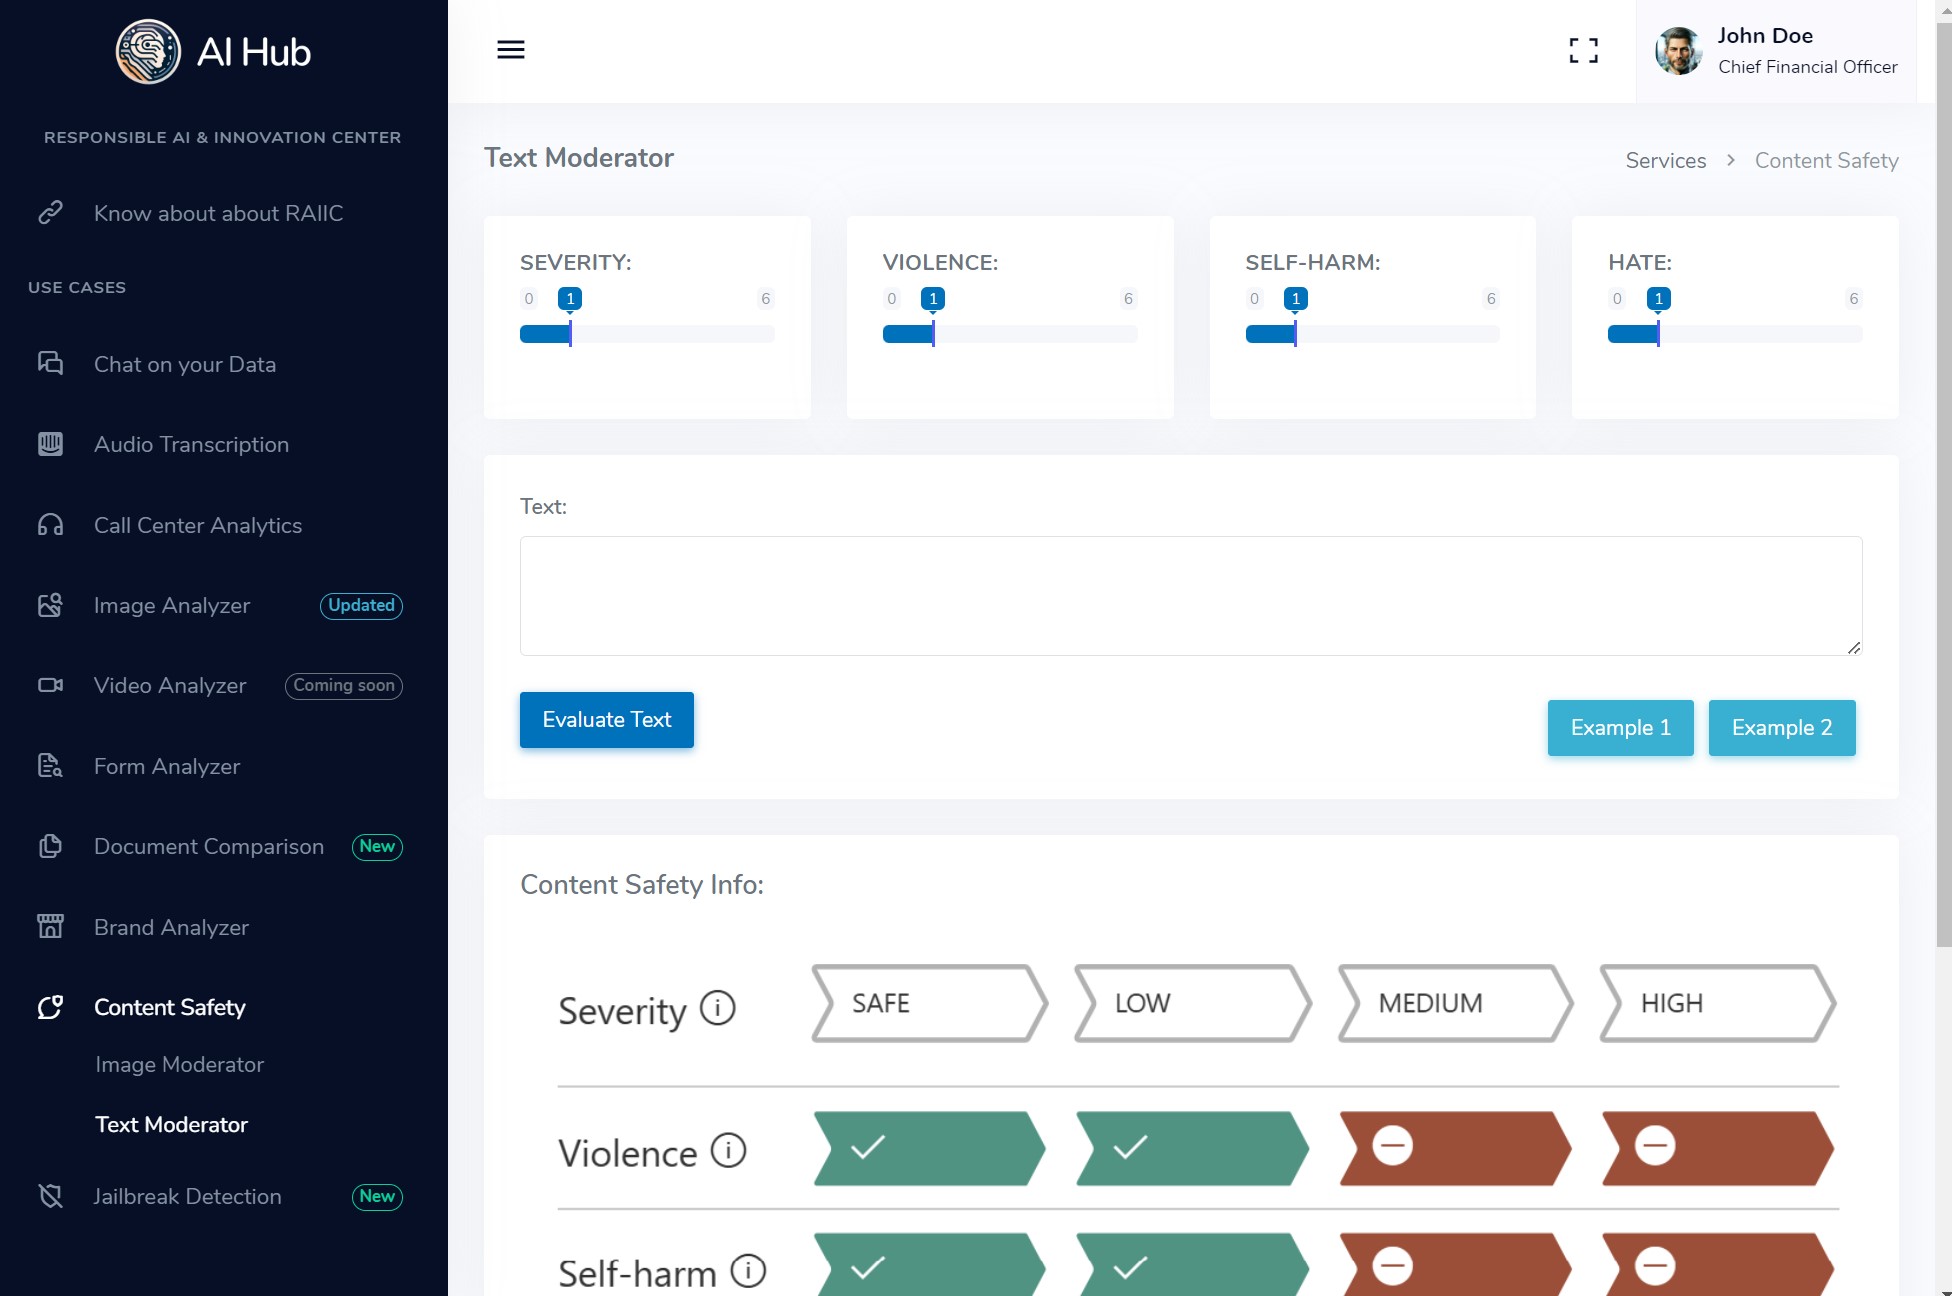 AI Hub
RESPONSIBLE AI & INNOVATION CENTER
Know about about RAIIC
USE CASES
Chat on your Data
Audio Transcription
Call Center Analytics
Image Analyzer Updated
Video Analyzer Coming soon
Form Analyzer
Document Comparison New
Brand Analyzer
Content Safety
Image Moderator
Text Moderator
Jailbreak Detection New
John Doe
Chief Financial Officer
Text Moderator
Services > Content Safety
SEVERITY:
0 1 6
VIOLENCE:
0 1 6
SELF-HARM:
0 1 6
HATE:
0 1 6
Text:
Evaluate Text
Example 1
Example 2
Content Safety Info:
Severity SAFE LOW MEDIUM HIGH
Violence
Self-harm